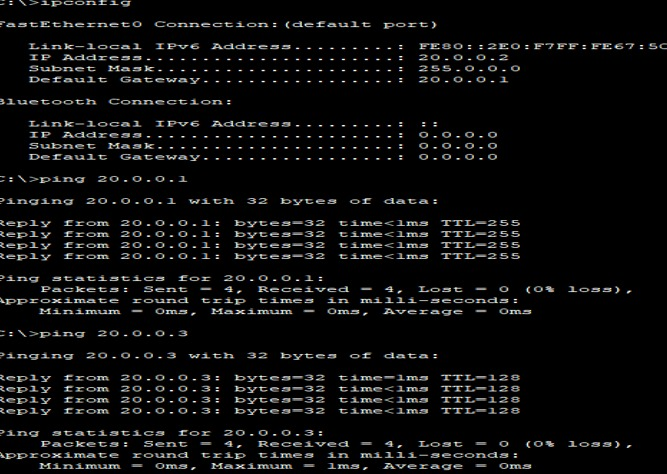 C:\>ipconfig
FastEthernet0 Connection:(default port)
Link-local IPv6 Address.........: FE80::2E0:F7FF:FE67:5C
IP Address......................: 20.0.0.2
Subnet Mask.....................: 255.0.0.0
Default Gateway.................: 20.0.0.1
Bluetooth Connection:
Link-local IPv6 Address.........: ::
IP Address......................: 0.0.0.0
Subnet Mask.....................: 0.0.0.0
Default Gateway.................: 0.0.0.0
C:\>ping 20.0.0.1
Pinging 20.0.0.1 with 32 bytes of data:
Reply from 20.0.0.1: bytes=32 time<1ms TTL=255
Reply from 20.0.0.1: bytes=32 time<1ms TTL=255
Reply from 20.0.0.1: bytes=32 time<1ms TTL=255
Reply from 20.0.0.1: bytes=32 time<1ms TTL=255
Ping statistics for 20.0.0.1:
Packets: Sent = 4, Received = 4, Lost = 0 (0% loss),
Approximate round trip times in milli-seconds:
Minimum = 0ms, Maximum = 0ms, Average = 0ms
C:\>ping 20.0.0.3
Pinging 20.0.0.3 with 32 bytes of data:
Reply from 20.0.0.3: bytes=32 time=1ms TTL=128
Reply from 20.0.0.3: bytes=32 time<1ms TTL=128
Reply from 20.0.0.3: bytes=32 time<1ms TTL=128
Reply from 20.0.0.3: bytes=32 time<1ms TTL=128
Ping statistics for 20.0.0.3:
Packets: Sent = 4, Received = 4, Lost = 0 (0% loss),
Approximate round trip times in milli-seconds:
Minimum = 0ms, Maximum = 1ms, Average = 0ms